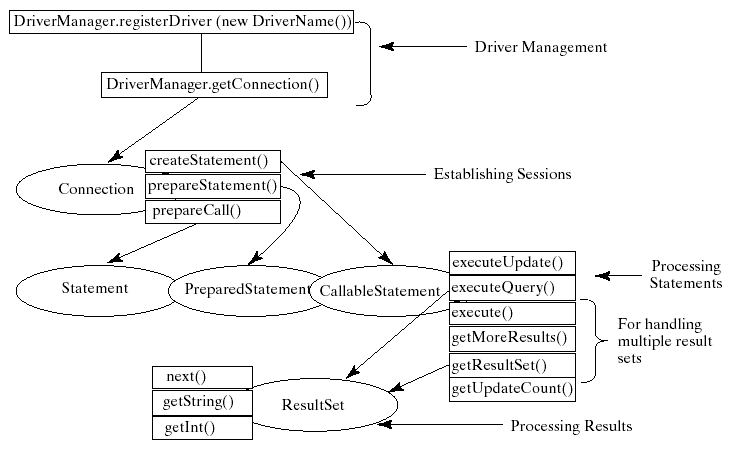 DriverManager.registerDriver (new DriverName())
Driver Management
DriverManager.getConnection()
createStatement()
Establishing Sessions
Connection
prepareStatement()
prepareCall()
Statement
PreparedStatement
CallableStatement
executeUpdate()
executeQuery()
execute()
getMoreResults()
getResultSet()
getUpdateCount()
Processing
Statements
For handling
multiple result
sets
next()
getString()
getInt()
ResultSet
Processing Results